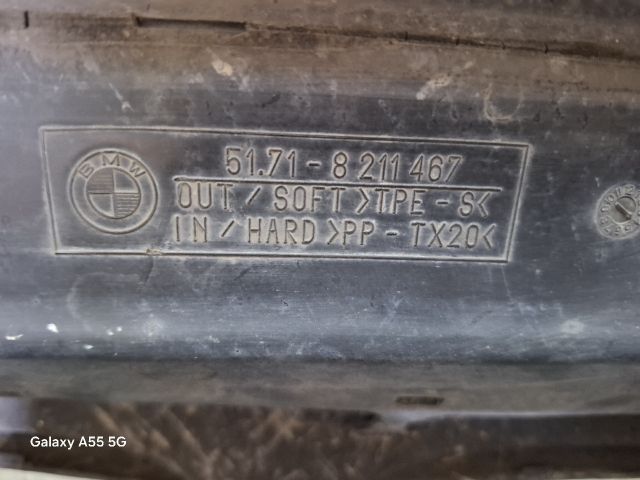 51.71-8 211 467
BMW
OUT / SOFT >TPE-S<
IN / HARD >PP-TX20<
Galaxy A55 5G